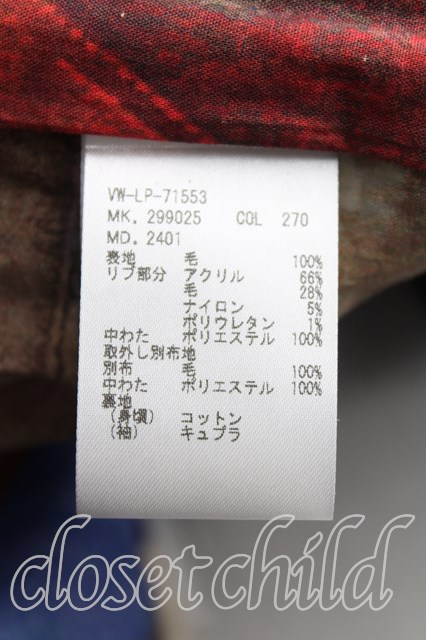 VW-LP-71553
MK. 299025 COL 270
MD. 2401
表地 毛 100%
リブ部分 アクリル 66%
毛 28%
ナイロン 5%
ポリウレタン 1%
中わた ポリエステル 100%
取外し別布地
別布 毛 100%
中わた ポリエステル 100%
裏地
(身頃) コットン
(袖) キュプラ
closet child